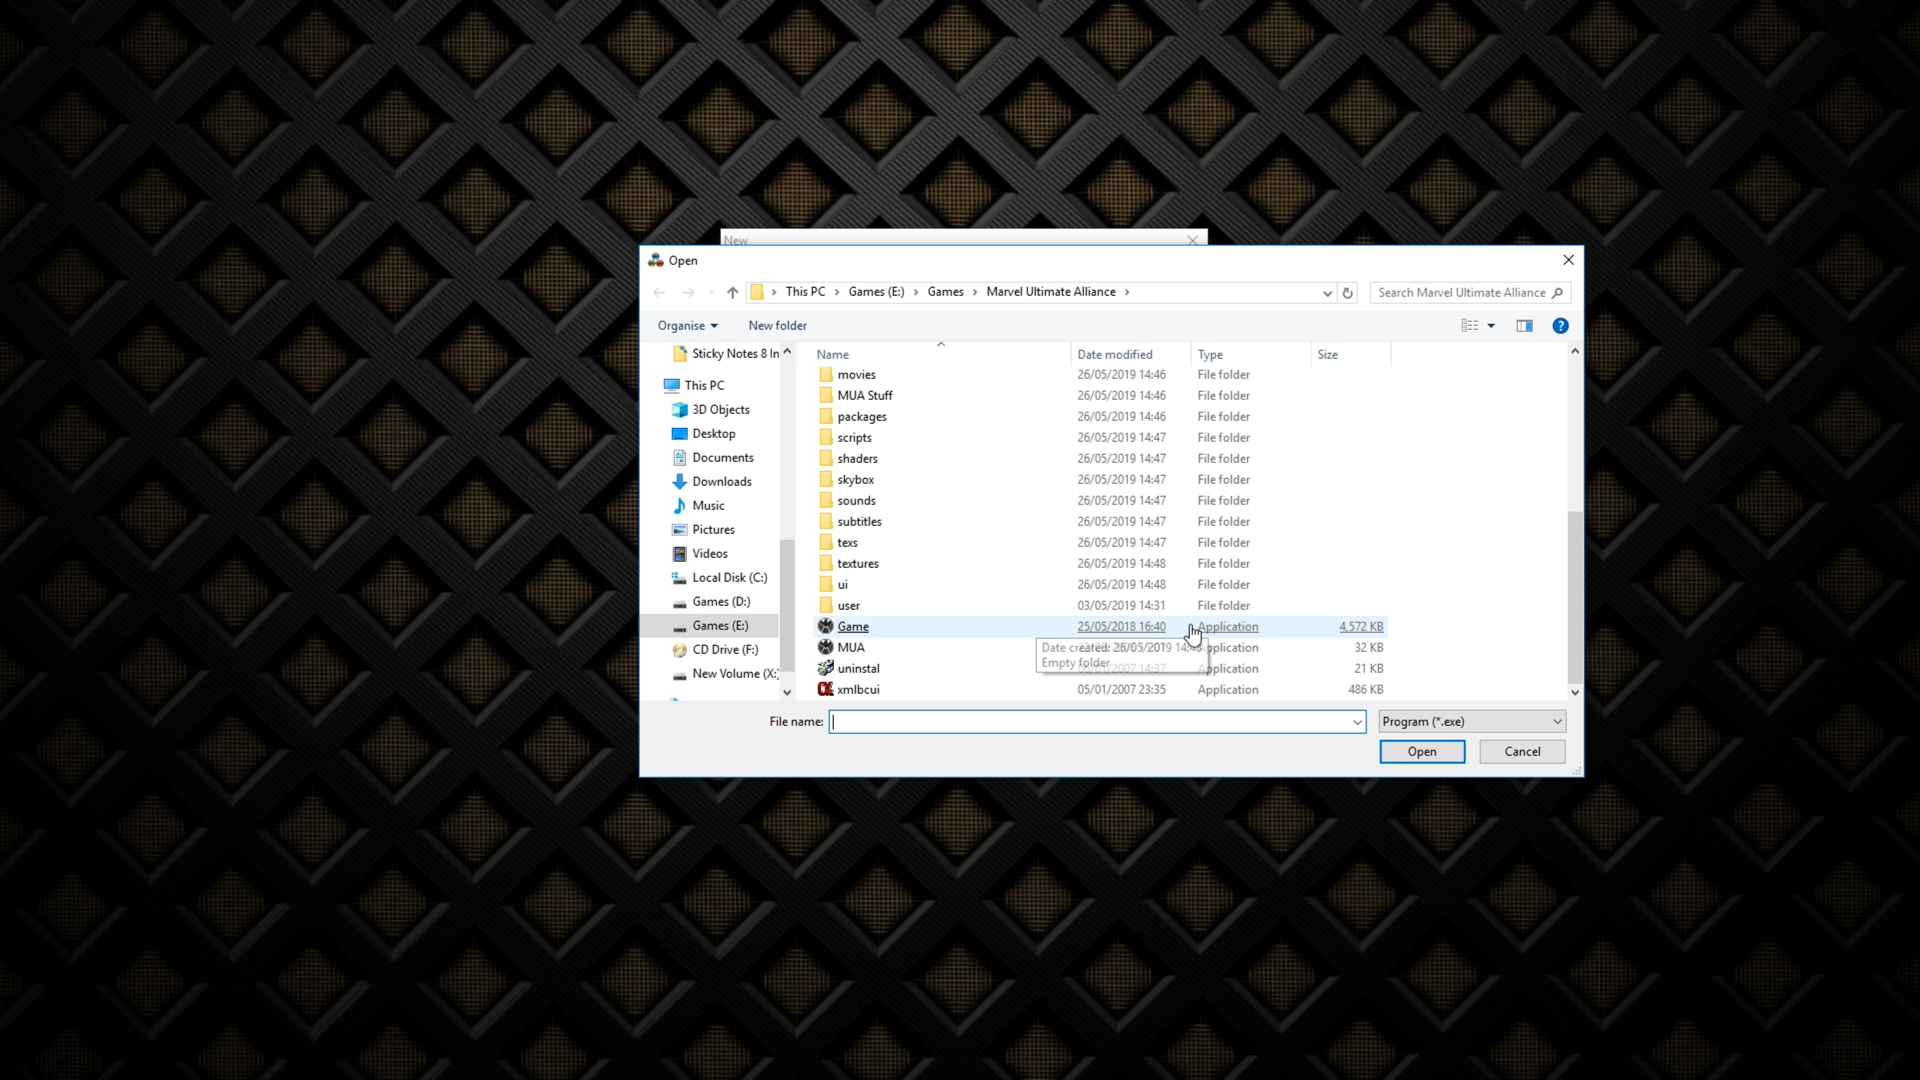 New
Open
This PC > Games (E:) > Games > Marvel Ultimate Alliance >
Search Marvel Ultimate Alliance
Organise
New folder
Sticky Notes 8 In
This PC
3D Objects
Desktop
Documents
Downloads
Music
Pictures
Videos
Local Disk (C:)
Games (D:)
Games (E:)
CD Drive (F:)
New Volume (X:)
Name Date modified Type Size
movies 26/05/2019 14:46 File folder
MUA Stuff 26/05/2019 14:46 File folder
packages 26/05/2019 14:46 File folder
scripts 26/05/2019 14:47 File folder
shaders 26/05/2019 14:47 File folder
skybox 26/05/2019 14:47 File folder
sounds 26/05/2019 14:47 File folder
subtitles 26/05/2019 14:47 File folder
texs 26/05/2019 14:47 File folder
textures 26/05/2019 14:48 File folder
ui 26/05/2019 14:48 File folder
user 03/05/2019 14:31 File folder
Game 25/05/2018 16:40 Application 4,572 KB
MUA Application 32 KB
uninstal 14:37 Application 21 KB
xmlbcui 05/01/2007 23:35 Application 486 KB
Date created: 26/05/2019
Empty folder
File name:
Program (*.exe)
Open
Cancel